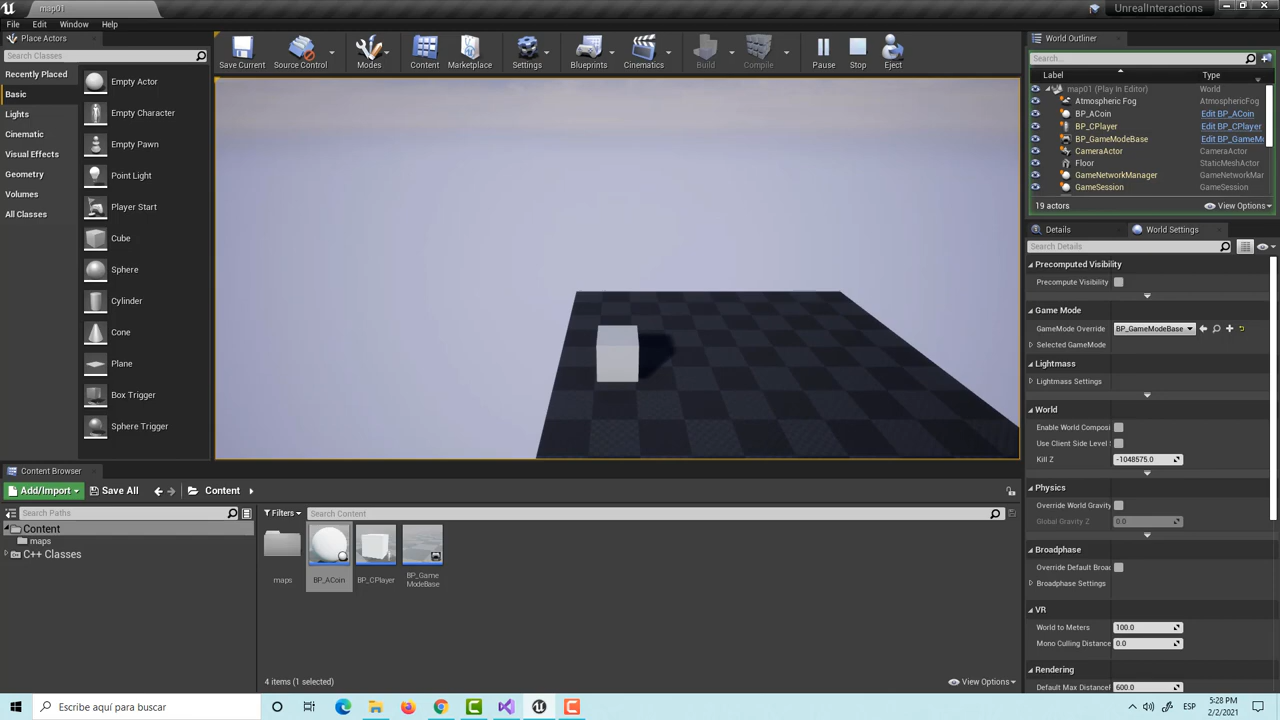 map01
UnrealInteractions
File Edit Window Help
Place Actors
Search Classes
Recently Placed
Basic
Lights
Cinematic
Visual Effects
Geometry
Volumes
All Classes
Empty Actor
Empty Character
Empty Pawn
Point Light
Player Start
Cube
Sphere
Cylinder
Cone
Plane
Box Trigger
Sphere Trigger
Save Current Source Control Modes Content Marketplace Settings Blueprints Cinematics Build Compile Pause Stop Eject
World Outliner
Search...
Label Type
map01 (Play In Editor) World
Atmospheric Fog AtmosphericFog
BP_ACoin Edit BP_ACoin
BP_CPlayer Edit BP_CPlayer
BP_GameModeBase Edit BP_GameMo
CameraActor CameraActor
Floor StaticMeshActor
GameNetworkManager GameNetworkMar
GameSession GameSession
19 actors View Options
Details World Settings
Search Details
Precomputed Visibility
Precompute Visibility
Game Mode
GameMode Override BP_GameModeBase
Selected GameMode
Lightmass
Lightmass Settings
World
Enable World Composi
Use Client Side Level S
Kill Z -1048575.0
Physics
Override World Gravity
Global Gravity Z 0.0
Broadphase
Override Default Broad
Broadphase Settings
VR
World to Meters 100.0
Mono Culling Distance 0.0
Rendering
Default Max Distance 600.0
Content Browser
Add/Import Save All Content
Search Paths Filters Search Content
Content
maps
C++ Classes
maps
BP_ACoin
BP_CPlayer
BP_Game
ModeBase
4 items (1 selected) View Options
Escribe aquí para buscar
ESP
5:28 PM
2/2/2021